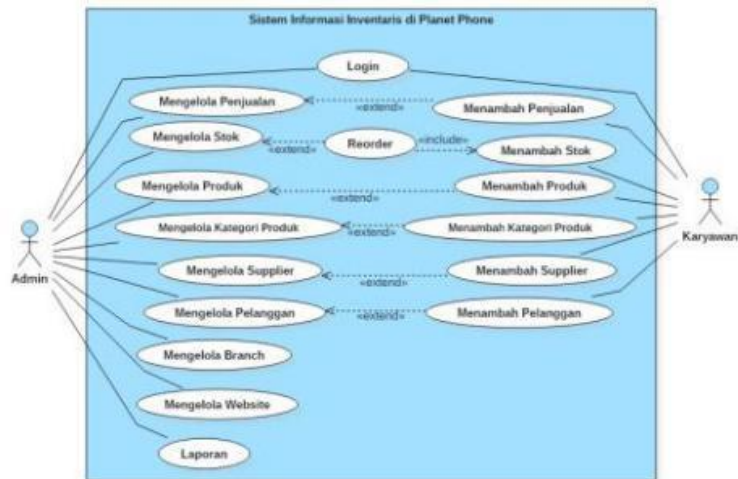 Sistem Informasi Inventaris di Planet Phone
Login
Mengelola Penjualan
«extend»
Menambah Penjualan
Mengelola Stok
«extend»
Reorder
«include»
Menambah Stok
Mengelola Produk
«extend»
Menambah Produk
Mengelola Kategori Produk
«extend»
Menambah Kategori Produk
Mengelola Supplier
«extend»
Menambah Supplier
Mengelola Pelanggan
«extend»
Menambah Pelanggan
Mengelola Branch
Mengelola Website
Laporan
Admin
Karyawan